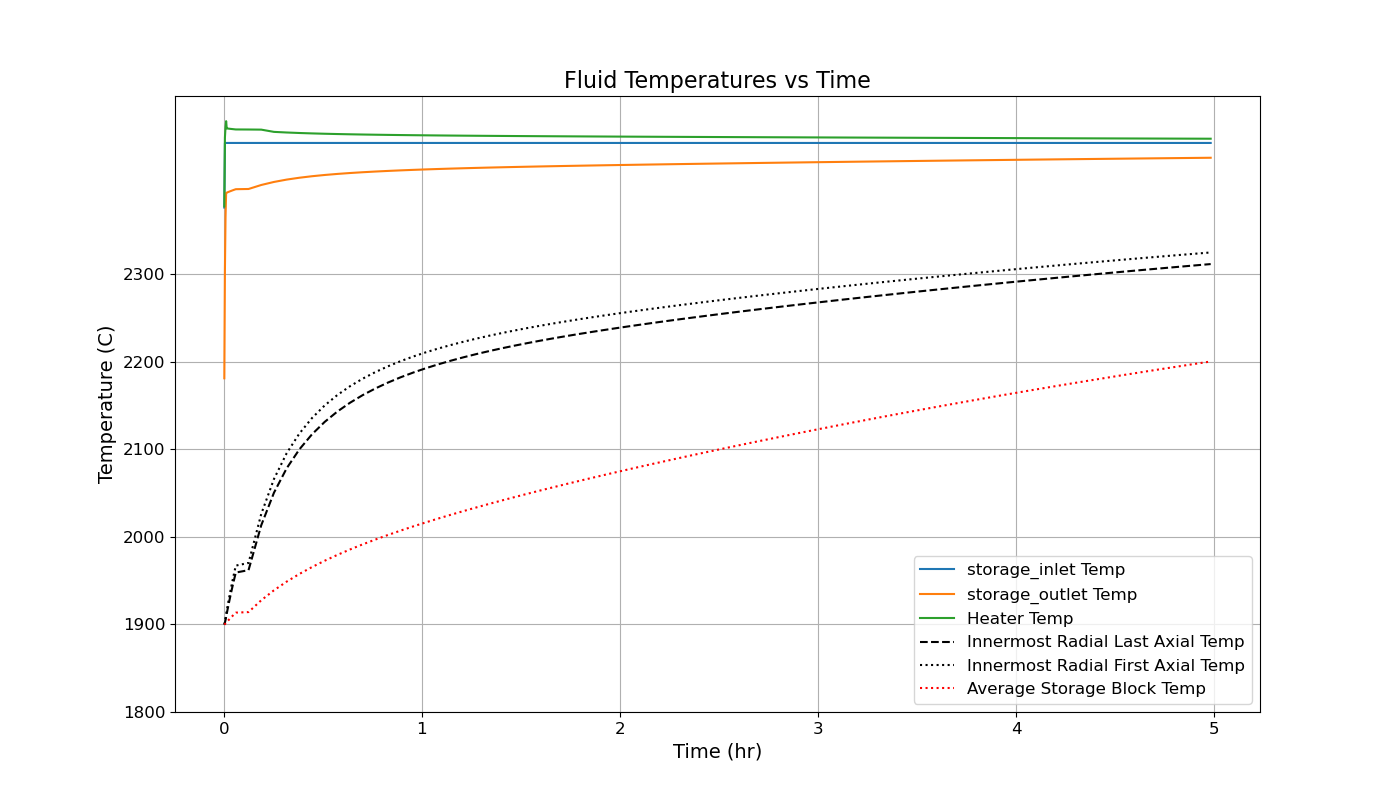 Fluid Temperatures vs Time
Temperature (C)
2300
2200
2100
2000
1900
1800
storage_inlet Temp
storage_outlet Temp
Heater Temp
Innermost Radial Last Axial Temp
Innermost Radial First Axial Temp
Average Storage Block Temp
0 1 2 3 4 5
Time (hr)